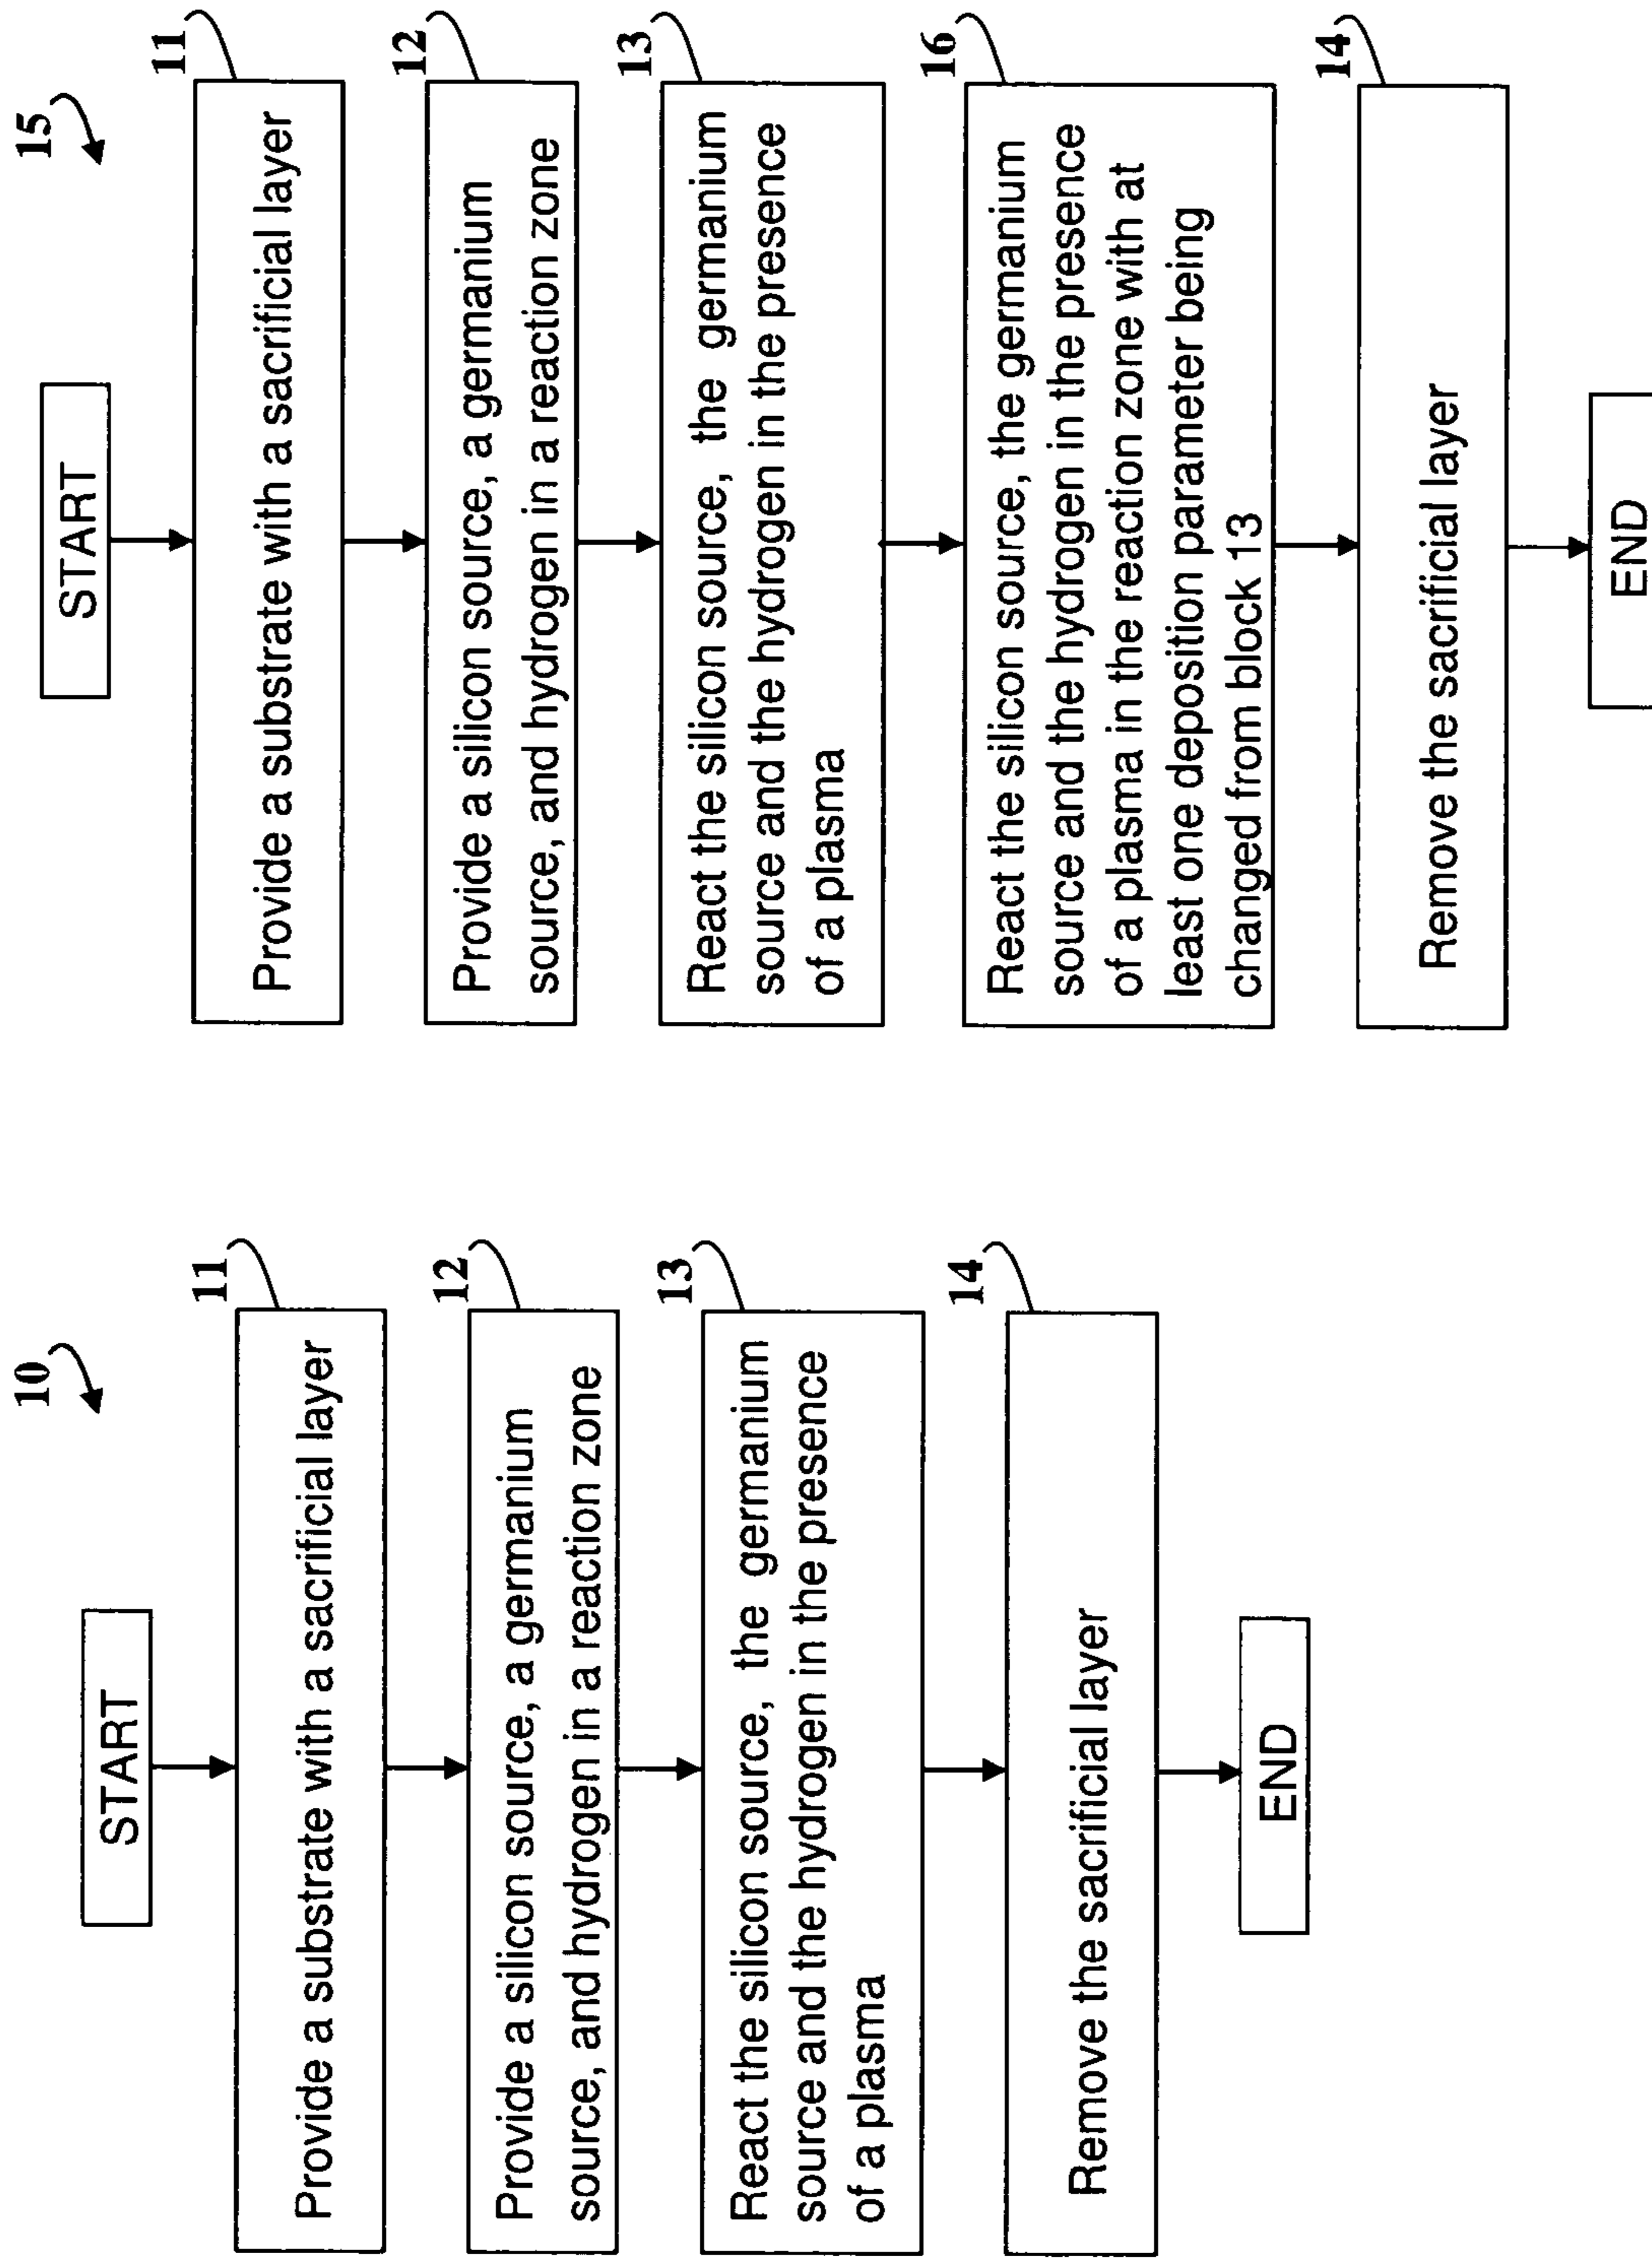 10
START
11
Provide a substrate with a sacrificial layer
12
Provide a silicon source, a germanium
source, and hydrogen in a reaction zone
13
React the silicon source, the germanium
source and the hydrogen in the presence
of a plasma
14
Remove the sacrificial layer
END
15
START
11
Provide a substrate with a sacrificial layer
12
Provide a silicon source, a germanium
source, and hydrogen in a reaction zone
13
React the silicon source, the germanium
source and the hydrogen in the presence
of a plasma
16
React the silicon source, the germanium
source and the hydrogen in the presence
of a plasma in the reaction zone with at
least one deposition parameter being
changed from block 13
14
Remove the sacrificial layer
END